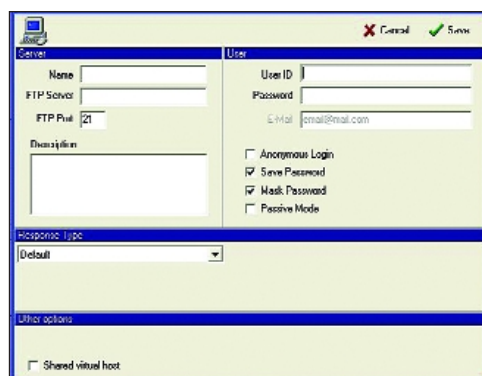 Cancel Save
Server
Name
FTP Server
FTP Port 21
Description
User
User ID
Password
E-Mail email@mail.com
Anonymous Login
Save Password
Mask Password
Passive Mode
Response Type
Default
Other options
Shared virtual host